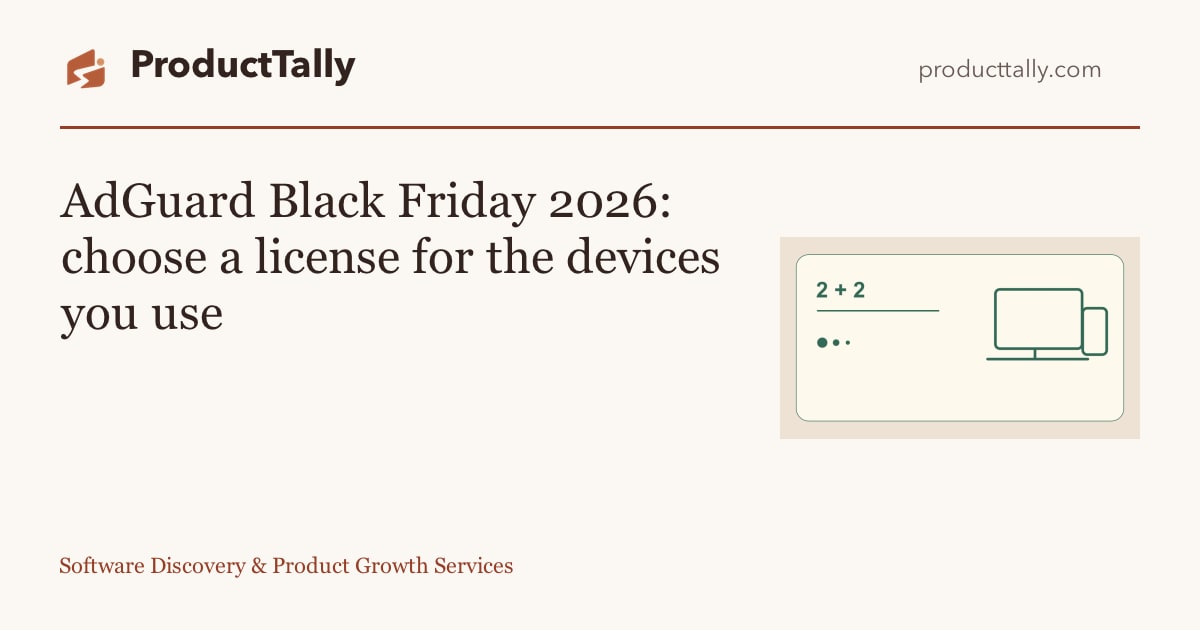 ProductTally
producttally.com
AdGuard Black Friday 2026:
choose a license for the devices
you use
2 + 2
Software Discovery & Product Growth Services